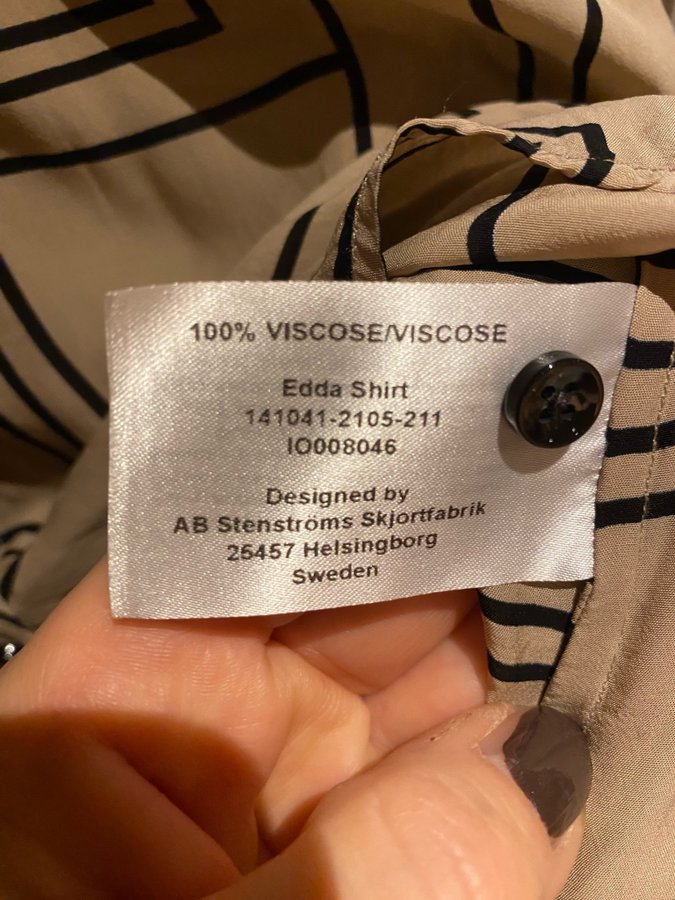 100% VISCOSE/VISCOSE
Edda Shirt
141041-2105-211
IO008046
Designed by
AB Stenströms Skjortfabrik
25457 Helsingborg
Sweden